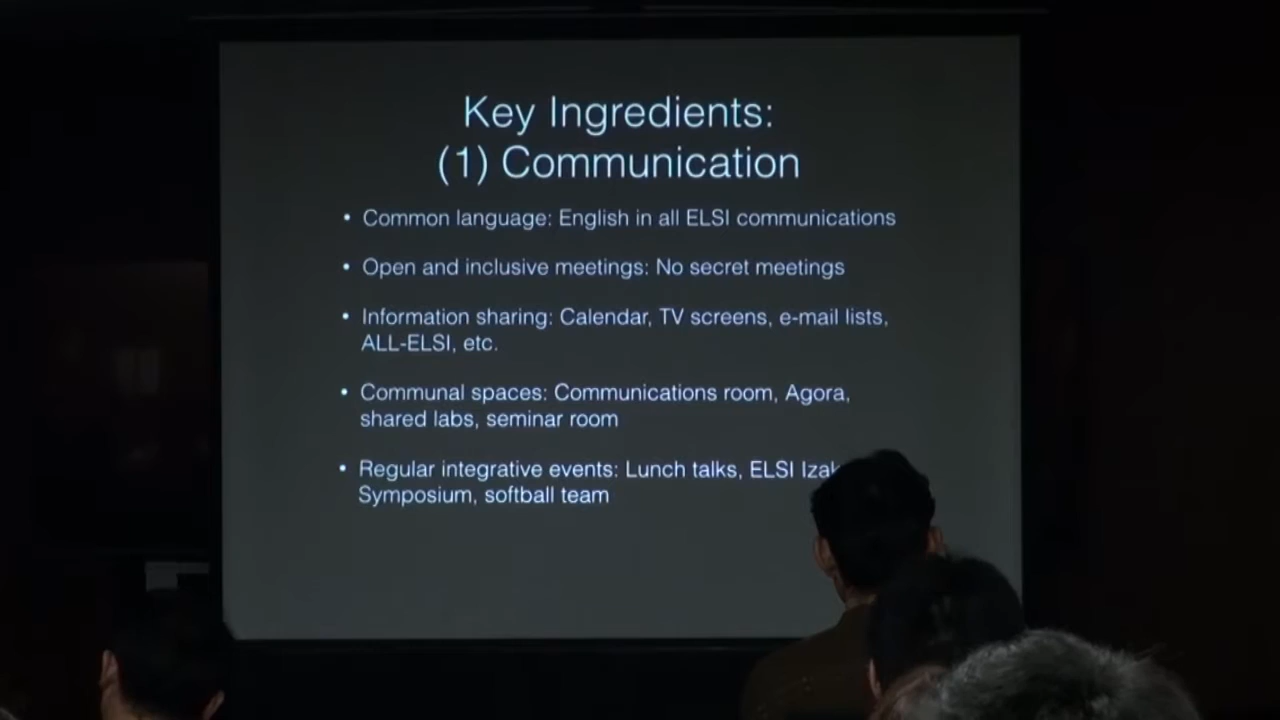 Key Ingredients:
(1) Communication
• Common language: English in all ELSI communications
• Open and inclusive meetings: No secret meetings
• Information sharing: Calendar, TV screens, e-mail lists,
ALL-ELSI, etc.
• Communal spaces: Communications room, Agora,
shared labs, seminar room
• Regular integrative events: Lunch talks, ELSI
Symposium, softball team